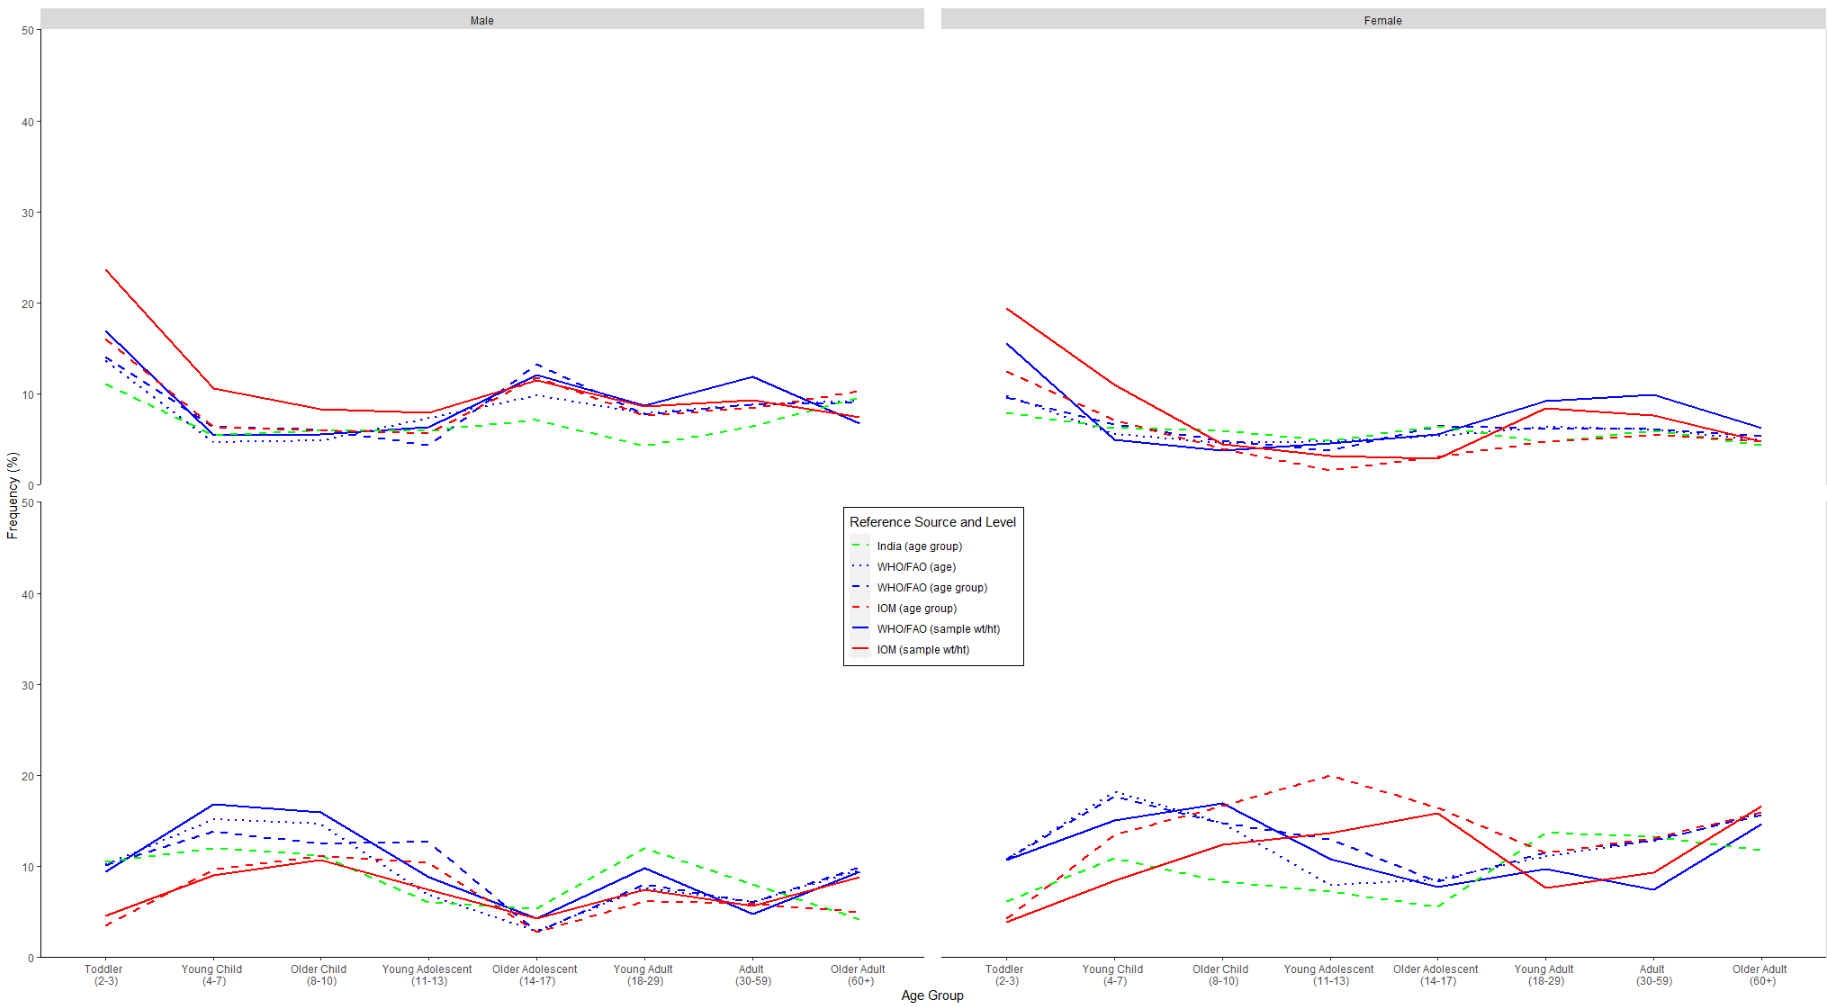 Male
Female
50
40
30
20
10
0
50
40
30
20
10
0
Frequency (%)
Reference Source and Level
India (age group)
WHO/FAO (age)
WHO/FAO (age group)
IOM (age group)
WHO/FAO (sample wt/ht)
IOM (sample wt/ht)
Toddler
(2-3)
Young Child
(4-7)
Older Child
(8-10)
Young Adolescent
(11-13)
Older Adolescent
(14-17)
Young Adult
(18-29)
Adult
(30-59)
Older Adult
(60+)
Toddler
(2-3)
Young Child
(4-7)
Older Child
(8-10)
Young Adolescent
(11-13)
Older Adolescent
(14-17)
Young Adult
(18-29)
Adult
(30-59)
Older Adult
(60+)
Age Group